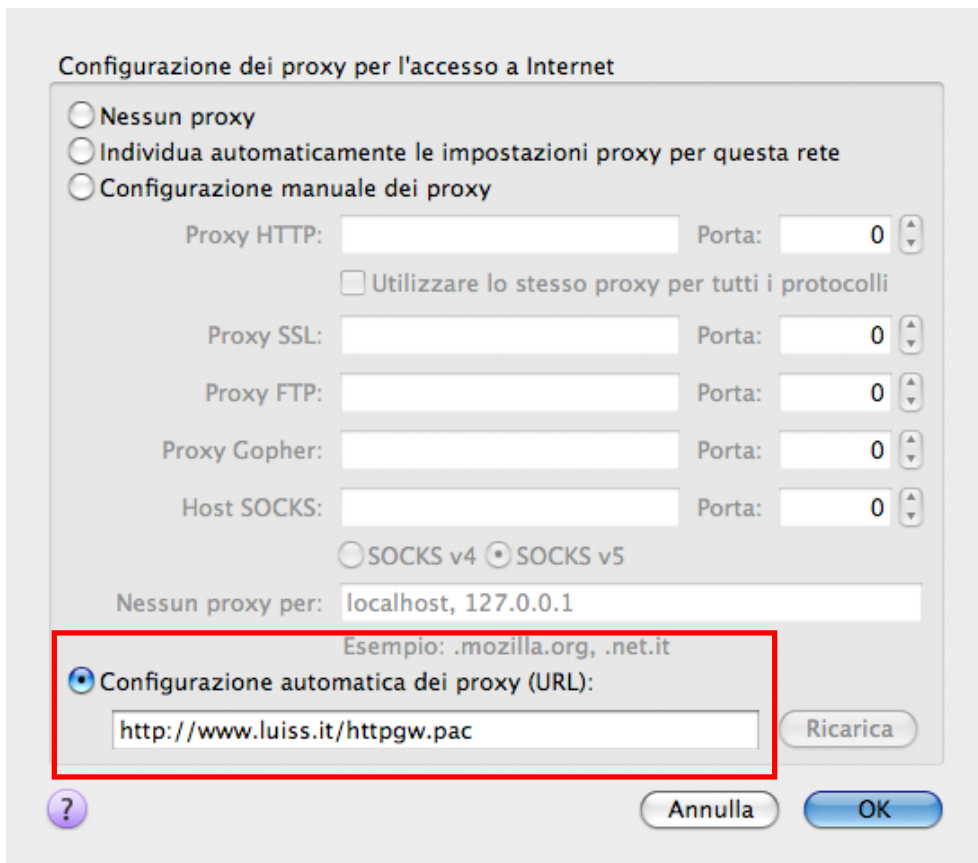 Configurazione dei proxy per l'accesso a Internet
Nessun proxy
Individua automaticamente le impostazioni proxy per questa rete
Configurazione manuale dei proxy
Proxy HTTP: Porta: 0
Utilizzare lo stesso proxy per tutti i protocolli
Proxy SSL: Porta: 0
Proxy FTP: Porta: 0
Proxy Gopher: Porta: 0
Host SOCKS: Porta: 0
SOCKS v4 SOCKS v5
Nessun proxy per: localhost, 127.0.0.1
Esempio: .mozilla.org, .net.it
Configurazione automatica dei proxy (URL):
http://www.luiss.it/httpgw.pac Ricarica
? Annulla OK